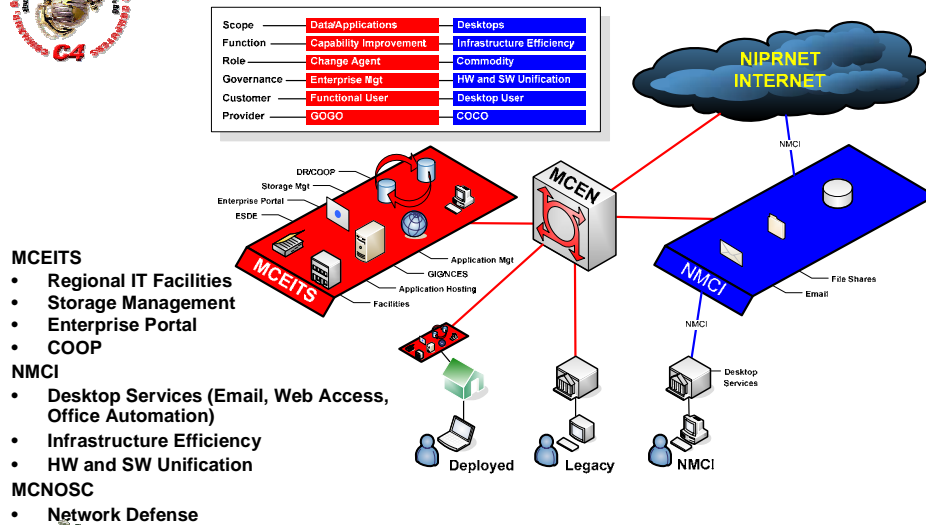 C4
Scope Data/Applications Desktops
Function Capability Improvement Infrastructure Efficiency
Role Change Agent Commodity
Governance Enterprise Mgt HW and SW Unification
Customer Functional User Desktop User
Provider GOGO COCO
NIPRNET
INTERNET
NMCI
DR/COOP
Storage Mgt
Enterprise Portal
ESDE
MCEN
MCEITS
Application Mgt
GIG/NCES
Application Hosting
Facilities
NMCI
File Shares
Email
NMCI
Desktop
Services
Deployed
Legacy
NMCI
MCEITS
• Regional IT Facilities
• Storage Management
• Enterprise Portal
• COOP
NMCI
• Desktop Services (Email, Web Access,
Office Automation)
• Infrastructure Efficiency
• HW and SW Unification
MCNOSC
• Network Defense